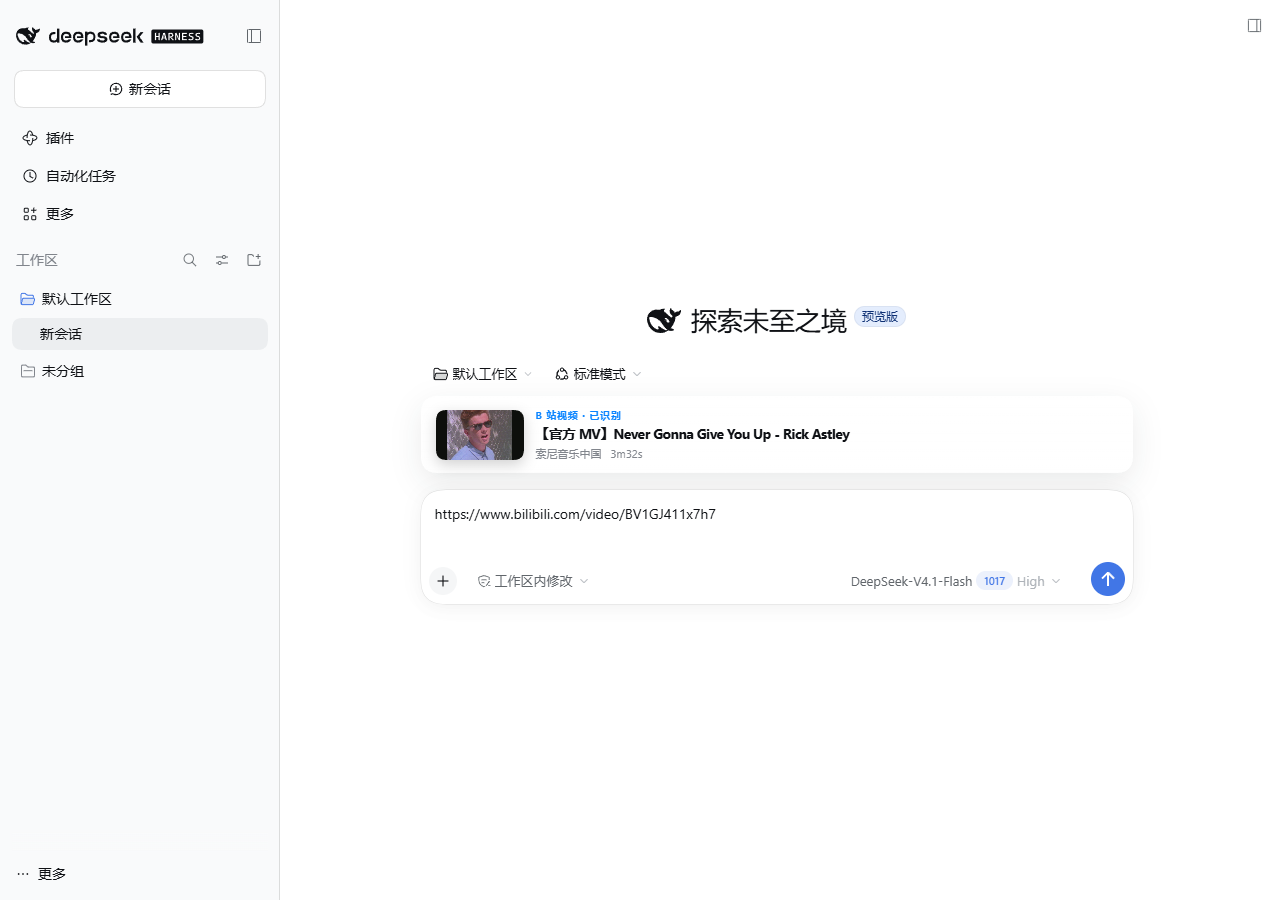 deepseek HARNESS
新会话
插件
自动化任务
更多
工作区
默认工作区
新会话
未分组
更多
探索未至之境 预览版
默认工作区 标准模式
B 站视频 · 已识别
【官方 MV】Never Gonna Give You Up - Rick Astley
索尼音乐中国 3m32s
https://www.bilibili.com/video/BV1GJ411x7h7
工作区内修改 DeepSeek-V4.1-Flash 1017 High